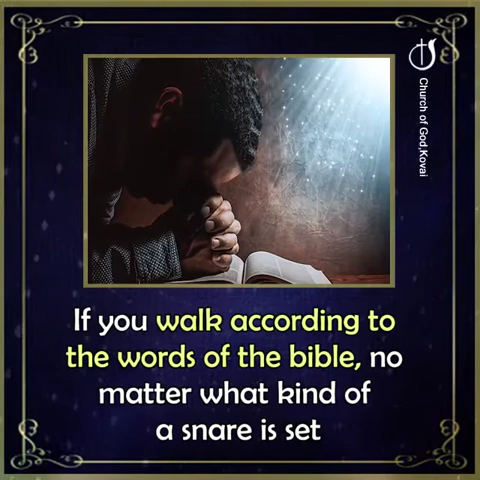 Church of God,Kovai
If you walk according to
the words of the bible, no
matter what kind of
a snare is set